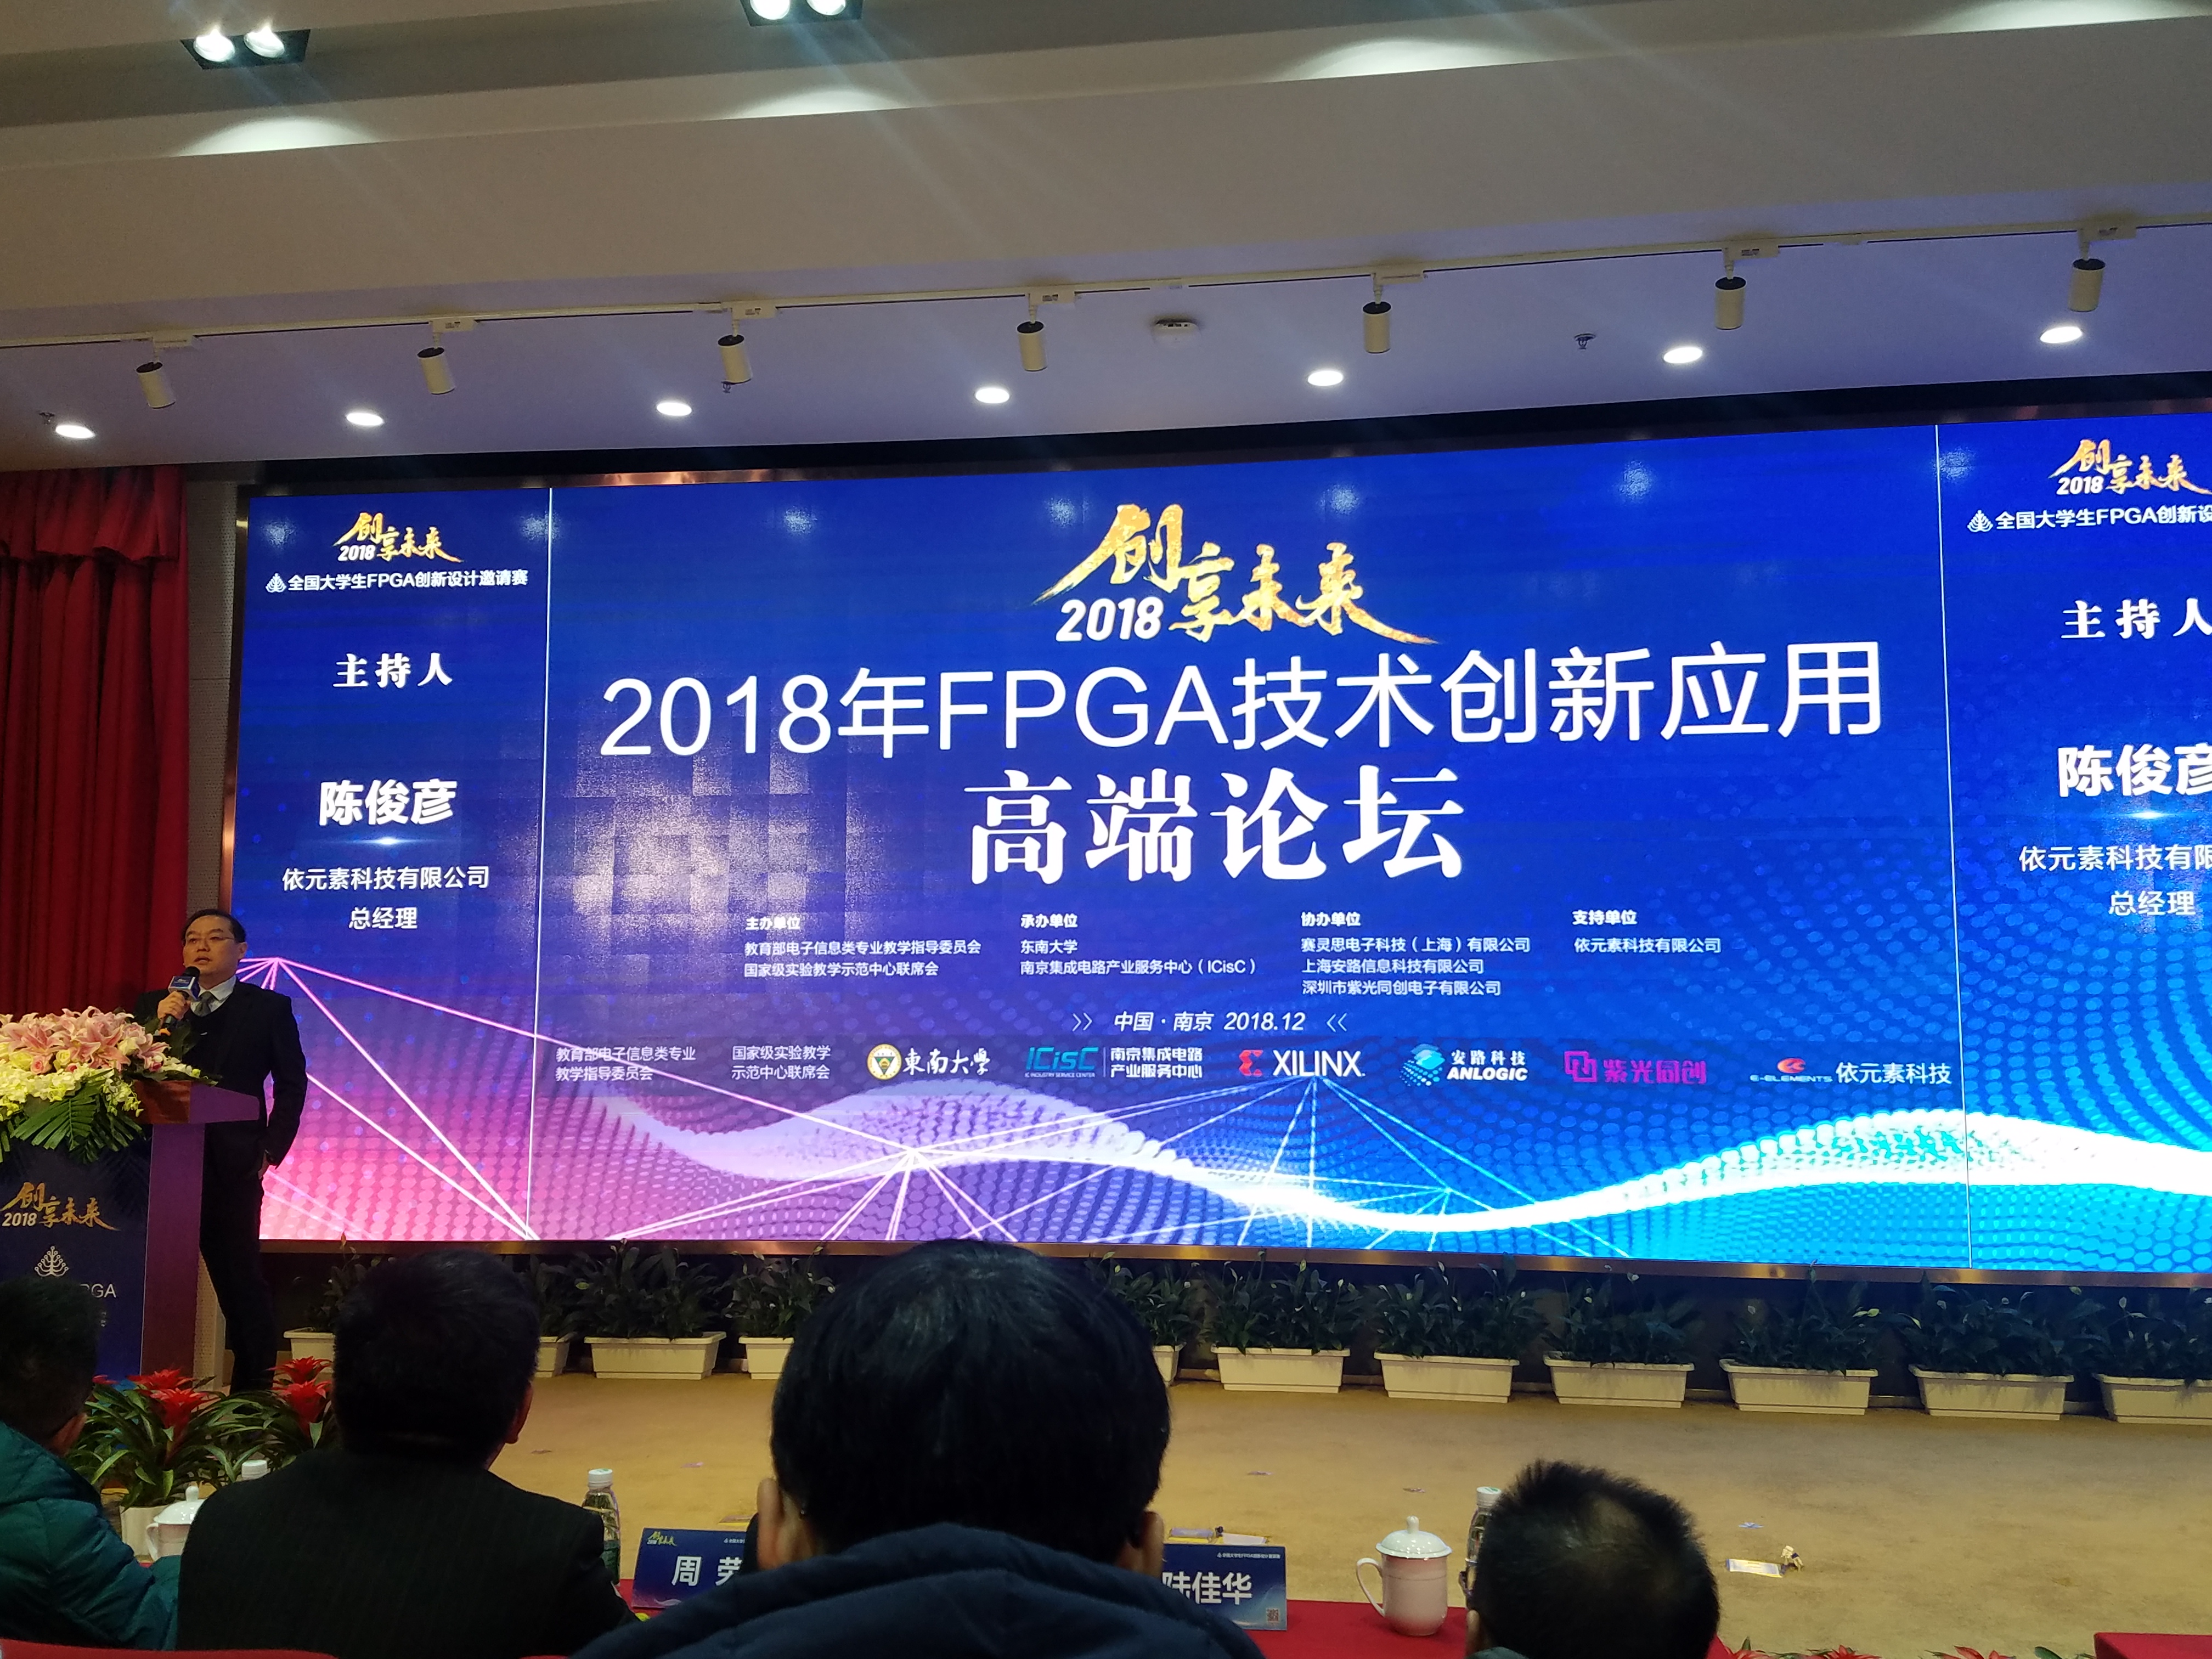 创享未来
2018
全国大学生FPGA创新设计邀请赛
主持人
陈俊彦
依元素科技有限公司
总经理
创享未来
2018
2018年FPGA技术创新应用
高端论坛
主办单位
教育部电子信息类专业教学指导委员会
国家级实验教学示范中心联席会
承办单位
东南大学
南京集成电路产业服务中心（ICisC）
协办单位
赛灵思电子科技（上海）有限公司
上海安路信息科技有限公司
深圳市紫光同创电子有限公司
支持单位
依元素科技有限公司
中国·南京 2018.12
教育部电子信息类专业
教学指导委员会
国家级实验教学
示范中心联席会
東南大學
ICisC
IC INDUSTRY SERVICE CENTER
南京集成电路
产业服务中心
XILINX
安路科技
ANLOGIC
紫光同创
E-ELEMENTS 依元素科技
创享未来
2018
全国大学生FPGA创新设
主持人
陈俊彦
依元素科技有限
总经理
创享未来
2018
PGA
周
陆佳华